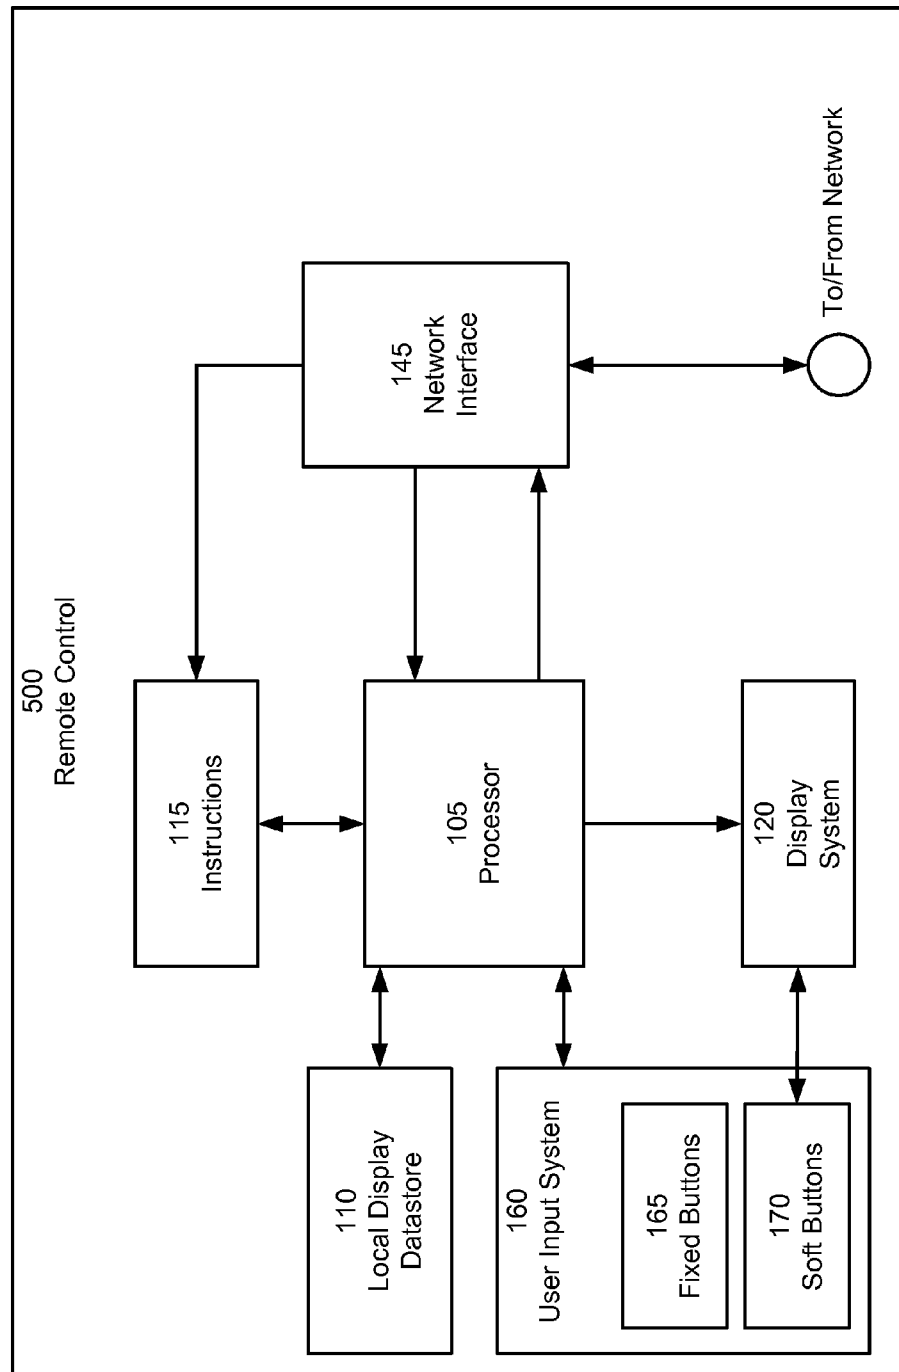 500
Remote Control
110
Local Display
Datastore
115
Instructions
160
User Input System
165
Fixed Buttons
170
Soft Buttons
105
Processor
120
Display
System
145
Network
Interface
To/From Network